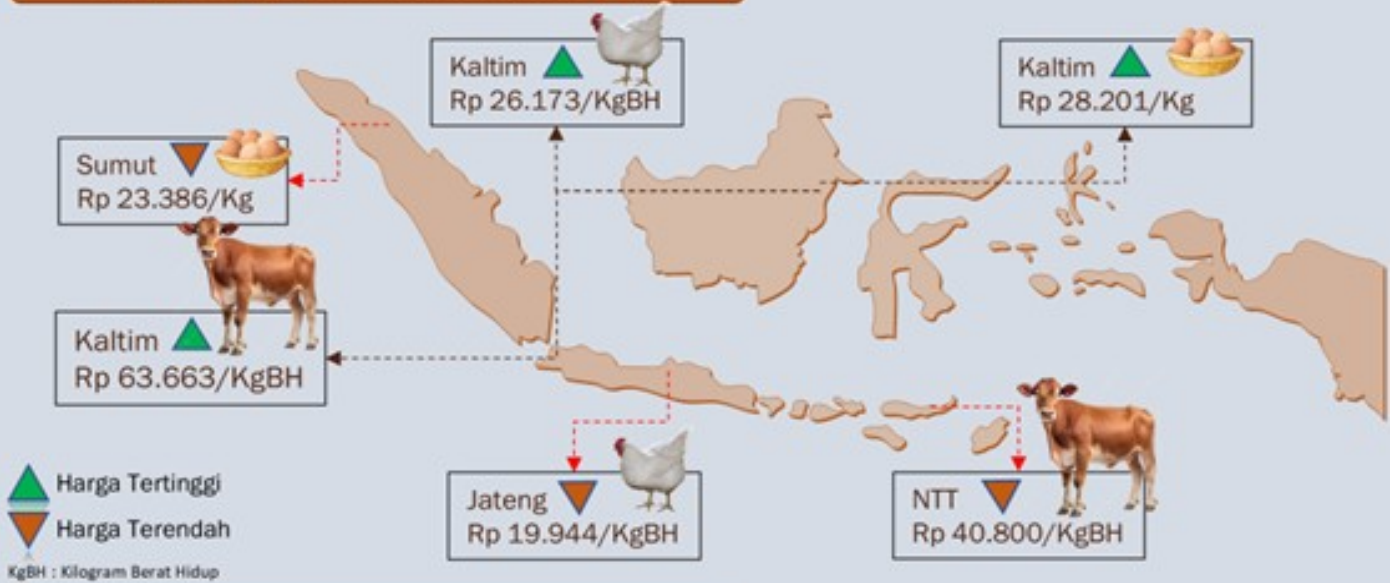 Kaltim
Rp 26.173/KgBH
Kaltim
Rp 28.201/Kg
Sumut
Rp 23.386/Kg
Kaltim
Rp 63.663/KgBH
Jateng
Rp 19.944/KgBH
NTT
Rp 40.800/KgBH
Harga Tertinggi
Harga Terendah
KgBH : Kilogram Berat Hidup